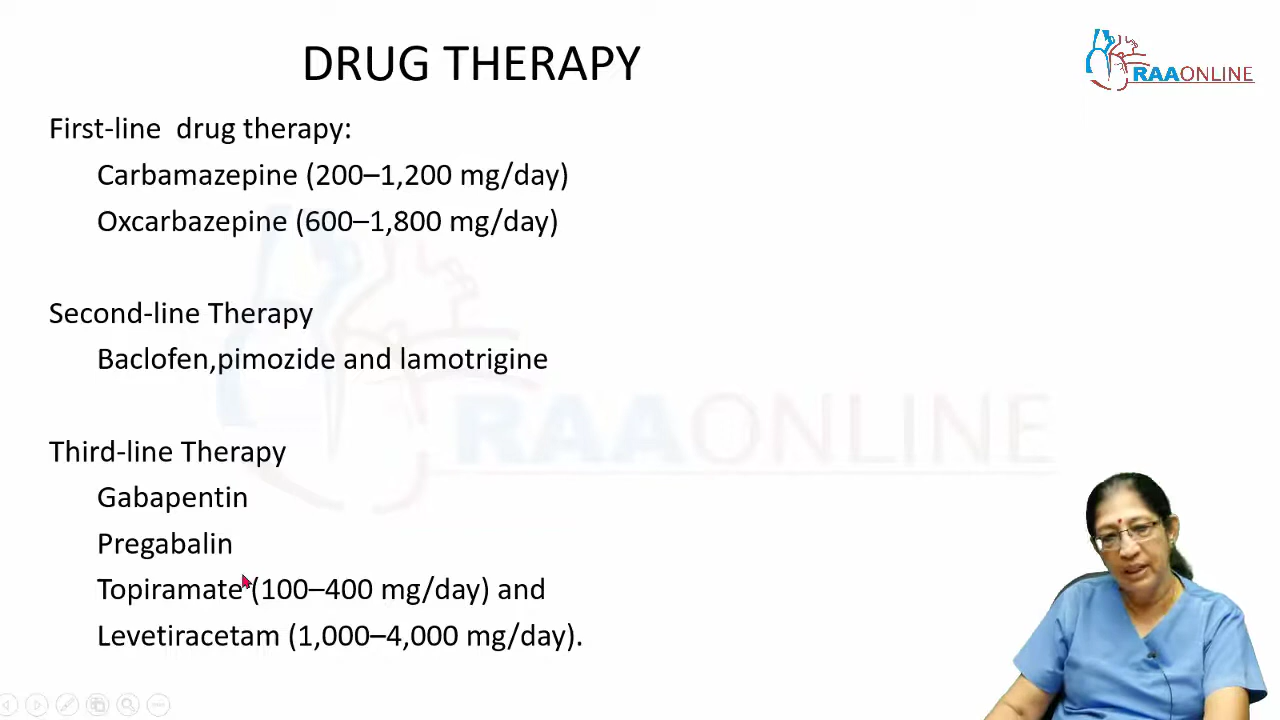 DRUG THERAPY
RAAONLINE
First-line drug therapy:
Carbamazepine (200–1,200 mg/day)
Oxcarbazepine (600–1,800 mg/day)
Second-line Therapy
Baclofen,pimozide and lamotrigine
RAAONLINE
Third-line Therapy
Gabapentin
Pregabalin
Topiramate (100–400 mg/day) and
Levetiracetam (1,000–4,000 mg/day).